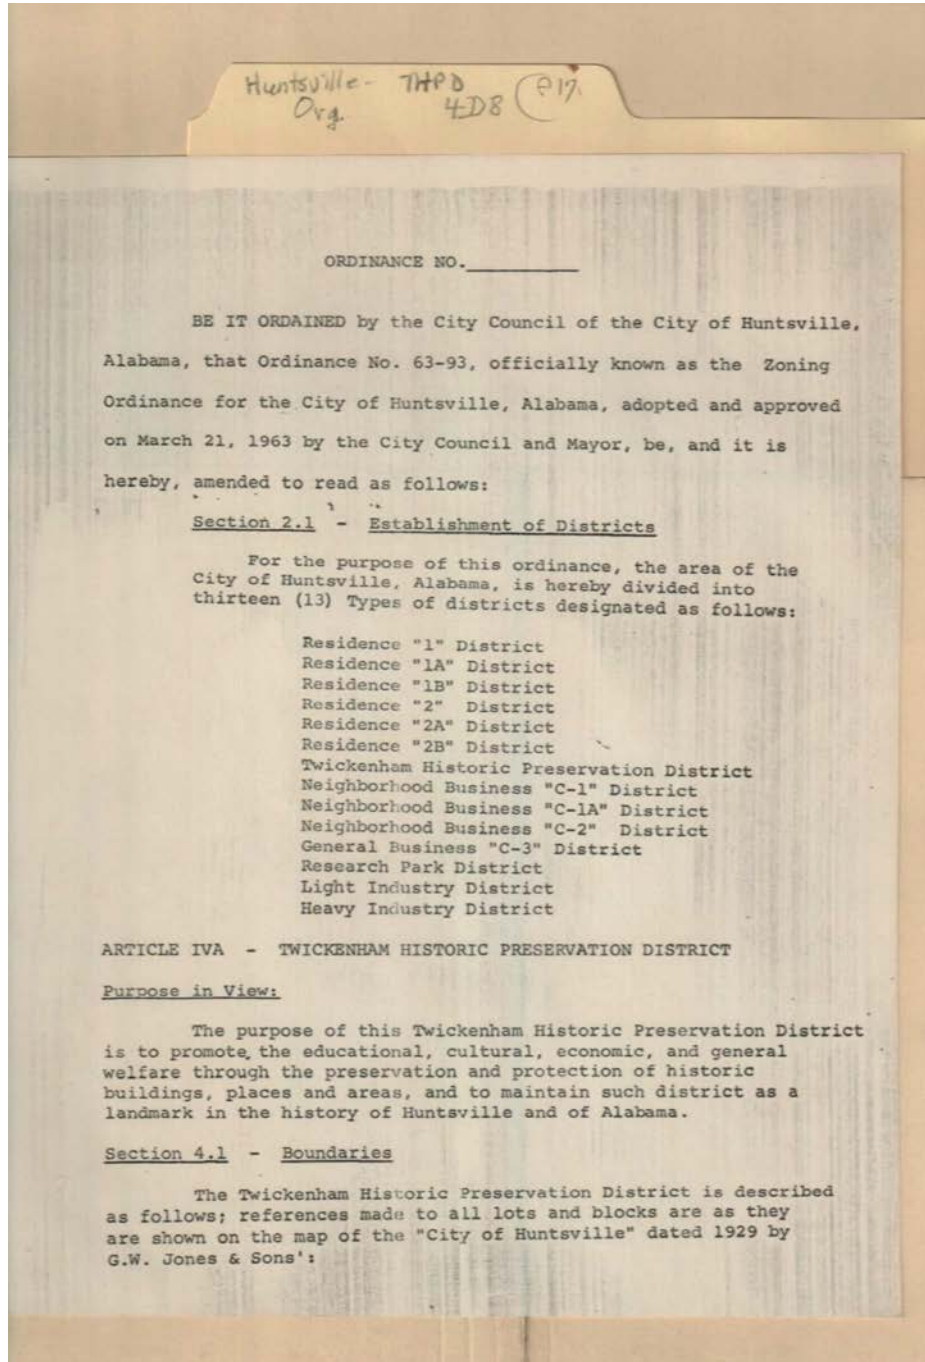 Huntsville - THPD
Org. 4D8
ORDINANCE NO.__________
BE IT ORDAINED by the City Council of the City of Huntsville,
Alabama, that Ordinance No. 63-93, officially known as the Zoning
Ordinance for the City of Huntsville, Alabama, adopted and approved
on March 21, 1963 by the City Council and Mayor, be, and it is
hereby, amended to read as follows:
Section 2.1 - Establishment of Districts
For the purpose of this ordinance, the area of the
City of Huntsville, Alabama, is hereby divided into
thirteen (13) Types of districts designated as follows:
Residence "1" District
Residence "1A" District
Residence "1B" District
Residence "2" District
Residence "2A" District
Residence "2B" District
Twickenham Historic Preservation District
Neighborhood Business "C-1" District
Neighborhood Business "C-1A" District
Neighborhood Business "C-2" District
General Business "C-3" District
Research Park District
Light Industry District
Heavy Industry District
ARTICLE IVA - TWICKENHAM HISTORIC PRESERVATION DISTRICT
Purpose in View:
The purpose of this Twickenham Historic Preservation District
is to promote the educational, cultural, economic, and general
welfare through the preservation and protection of historic
buildings, places and areas, and to maintain such district as a
landmark in the history of Huntsville and of Alabama.
Section 4.1 - Boundaries
The Twickenham Historic Preservation District is described
as follows; references made to all lots and blocks are as they
are shown on the map of the "City of Huntsville" dated 1929 by
G.W. Jones & Sons':